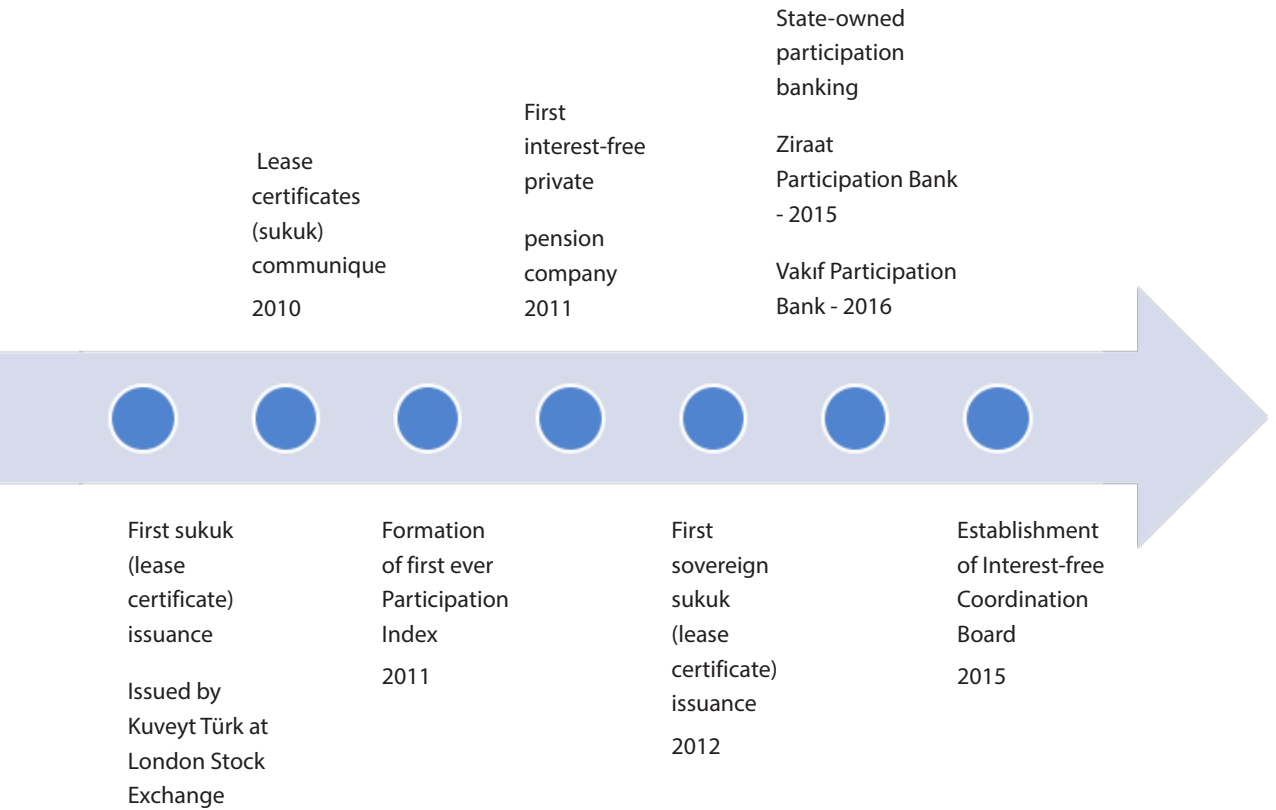 First sukuk
(lease
certificate)
issuance
Issued by
Kuveyt Türk at
London Stock
Exchange
Lease
certificates
(sukuk)
communique
2010
Formation
of first ever
Participation
Index
2011
First
interest-free
private
pension
company
2011
First
sovereign
sukuk
(lease
certificate)
issuance
2012
State-owned
participation
banking
Ziraat
Participation Bank
- 2015
Vakıf Participation
Bank - 2016
Establishment
of Interest-free
Coordination
Board
2015